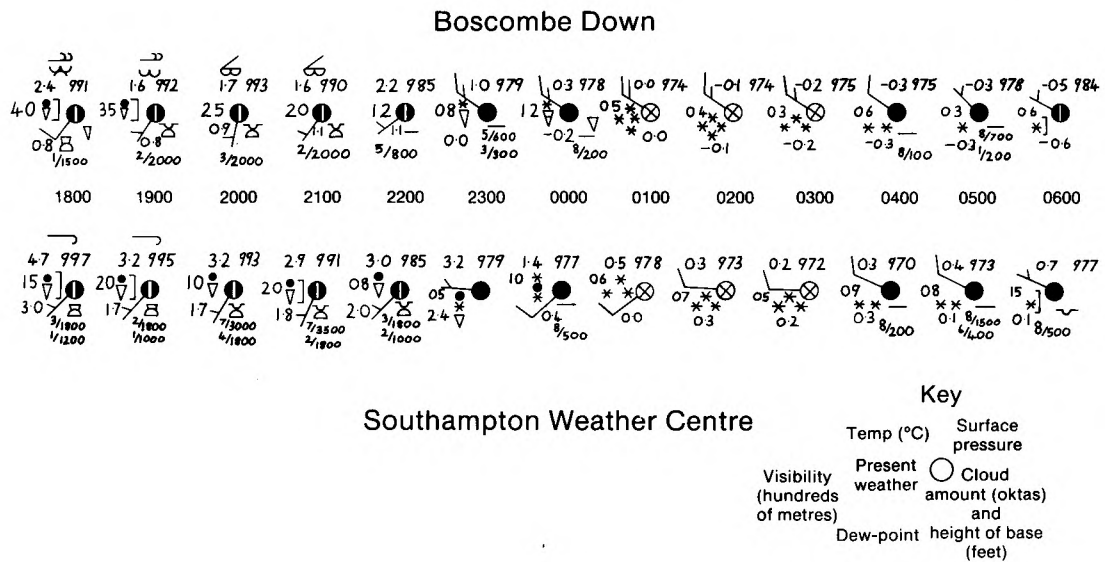 Boscombe Down
2.4 991 1.6 992 1.7 993 1.6 990 2.2 985 1.0 979 0.3 978 0.0 974 -0.1 974 -0.2 975 -0.3 975 -0.3 978 -0.5 984
40 35 25 20 12 08 12 05 04 03 06 03 06
0.8 0.8 0.9 1.1 1.1 0.0 -0.2 0.0 -0.1 -0.2 -0.3 -0.3 -0.6
1/1500 2/2000 3/2000 2/2000 5/800 5/600 8/200 8/100 8/700
3/300 1/200
1800 1900 2000 2100 2200 2300 0000 0100 0200 0300 0400 0500 0600
4.7 997 3.2 995 3.2 993 2.9 991 3.0 985 3.2 979 1.4 977 0.5 978 0.3 973 0.2 972 0.3 970 0.4 973 0.7 977
15 20 10 20 08 05 10 06 07 05 09 08 15
3.0 1.7 1.7 1.8 2.0 2.4 0.4 0.0 0.3 0.2 0.3 0.1 0.1
3/1800 2/1800 7/3000 7/3500 3/1800 8/500 8/200 8/1500 8/500
1/1200 1/1000 4/1800 2/1800 2/1000 6/400
Southampton Weather Centre
Key
Temp (°C) Surface
pressure
Visibility
(hundreds
of metres)
Present
weather
Cloud
amount (oktas)
and
height of base
(feet)
Dew-point